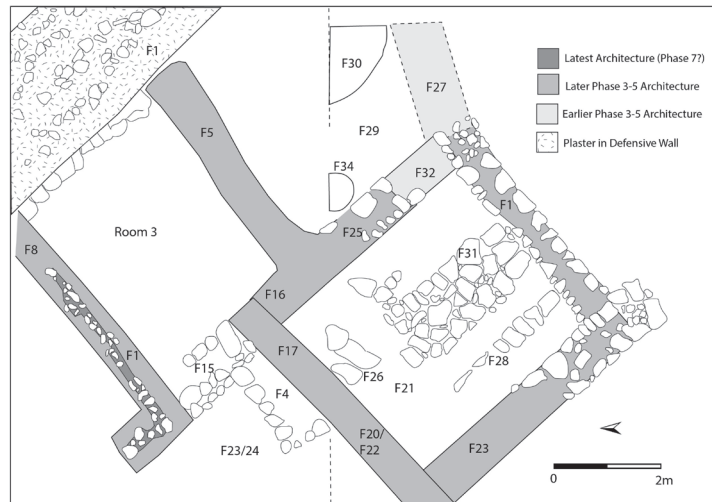 F1
F30
F27
Latest Architecture (Phase 7??)
Later Phase 3-5 Architecture
Earlier Phase 3-5 Architecture
Plaster in Defensive Wall
F5
F29
F34
F32
F1
F25
Room 3
F8
F31
F16
F1
F17
F15
F28
F26
F21
F4
F23/24
F20/
F22
F23
0
2m